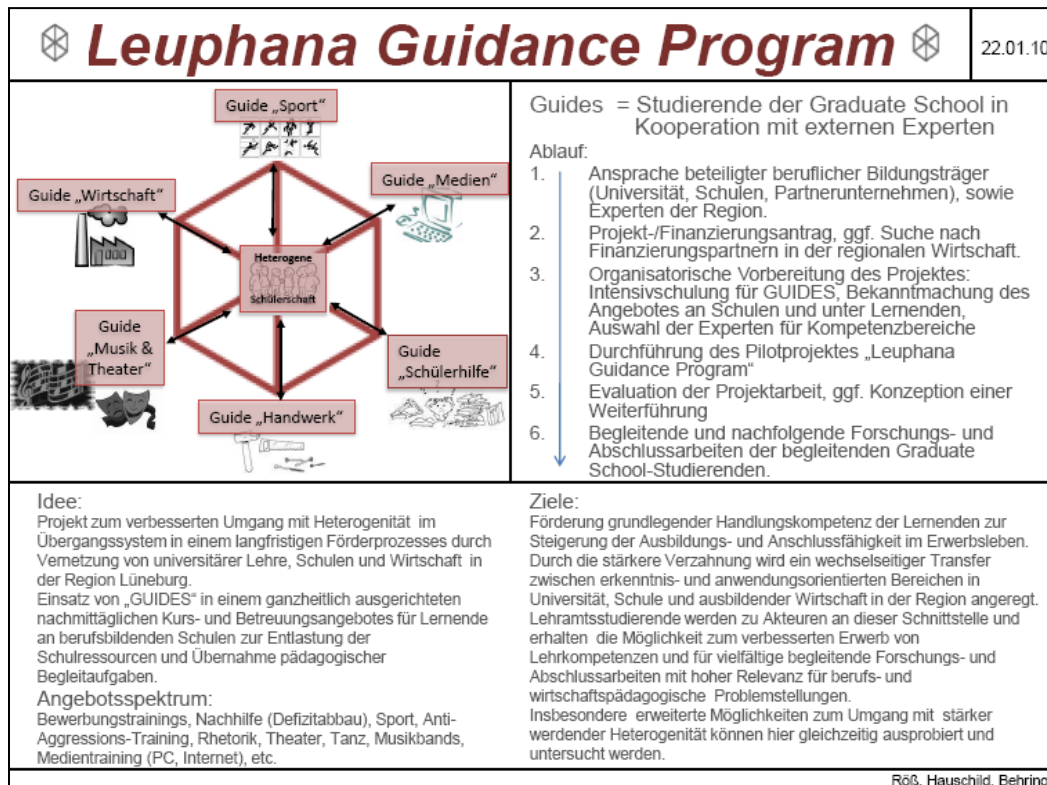 Leuphana Guidance Program
22.01.10
Guide „Sport“
Guide „Wirtschaft“
Guide „Medien“
Heterogene
Schülerschaft
Guide
„Musik &
Theater“
Guide
„Schülerhilfe“
Guide „Handwerk“
Guides = Studierende der Graduate School in
Kooperation mit externen Experten
Ablauf:
1. Ansprache beteiligter beruflicher Bildungsträger
(Universität, Schulen, Partnerunternehmen), sowie
Experten der Region.
2. Projekt-/Finanzierungsantrag, ggf. Suche nach
Finanzierungspartnern in der regionalen Wirtschaft.
3. Organisatorische Vorbereitung des Projektes:
Intensivschulung für GUIDES, Bekanntmachung des
Angebotes an Schulen und unter Lernenden,
Auswahl der Experten für Kompetenzbereiche
4. Durchführung des Pilotprojektes „Leuphana
Guidance Program“
5. Evaluation der Projektarbeit, ggf. Konzeption einer
Weiterführung
6. Begleitende und nachfolgende Forschungs- und
Abschlussarbeiten der begleitenden Graduate
School-Studierenden.
Idee:
Projekt zum verbesserten Umgang mit Heterogenität im
Übergangssystem in einem langfristigen Förderprozesses durch
Vernetzung von universitärer Lehre, Schulen und Wirtschaft in
der Region Lüneburg.
Einsatz von „GUIDES“ in einem ganzheitlich ausgerichteten
nachmittäglichen Kurs- und Betreuungsangebotes für Lernende
an berufsbildenden Schulen zur Entlastung der
Schulressourcen und Übernahme pädagogischer
Begleitaufgaben.
Angebotsspektrum:
Bewerbungstrainings, Nachhilfe (Defizitabbau), Sport, Anti-
Aggressions-Training, Rhetorik, Theater, Tanz, Musikbands,
Medientraining (PC, Internet), etc.
Ziele:
Förderung grundlegender Handlungskompetenz der Lernenden zur
Steigerung der Ausbildungs- und Anschlussfähigkeit im Erwerbsleben.
Durch die stärkere Verzahnung wird ein wechselseitiger Transfer
zwischen erkenntnis- und anwendungsorientierten Bereichen in
Universität, Schule und ausbildender Wirtschaft in der Region angeregt.
Lehramtsstudierende werden zu Akteuren an dieser Schnittstelle und
erhalten die Möglichkeit zum verbesserten Erwerb von
Lehrkompetenzen und für vielfältige begleitende Forschungs- und
Abschlussarbeiten mit hoher Relevanz für berufs- und
wirtschaftspädagogische Problemstellungen.
Insbesondere erweiterte Möglichkeiten zum Umgang mit stärker
werdender Heterogenität können hier gleichzeitig ausprobiert und
untersucht werden.
Röß, Hauschild, Behring